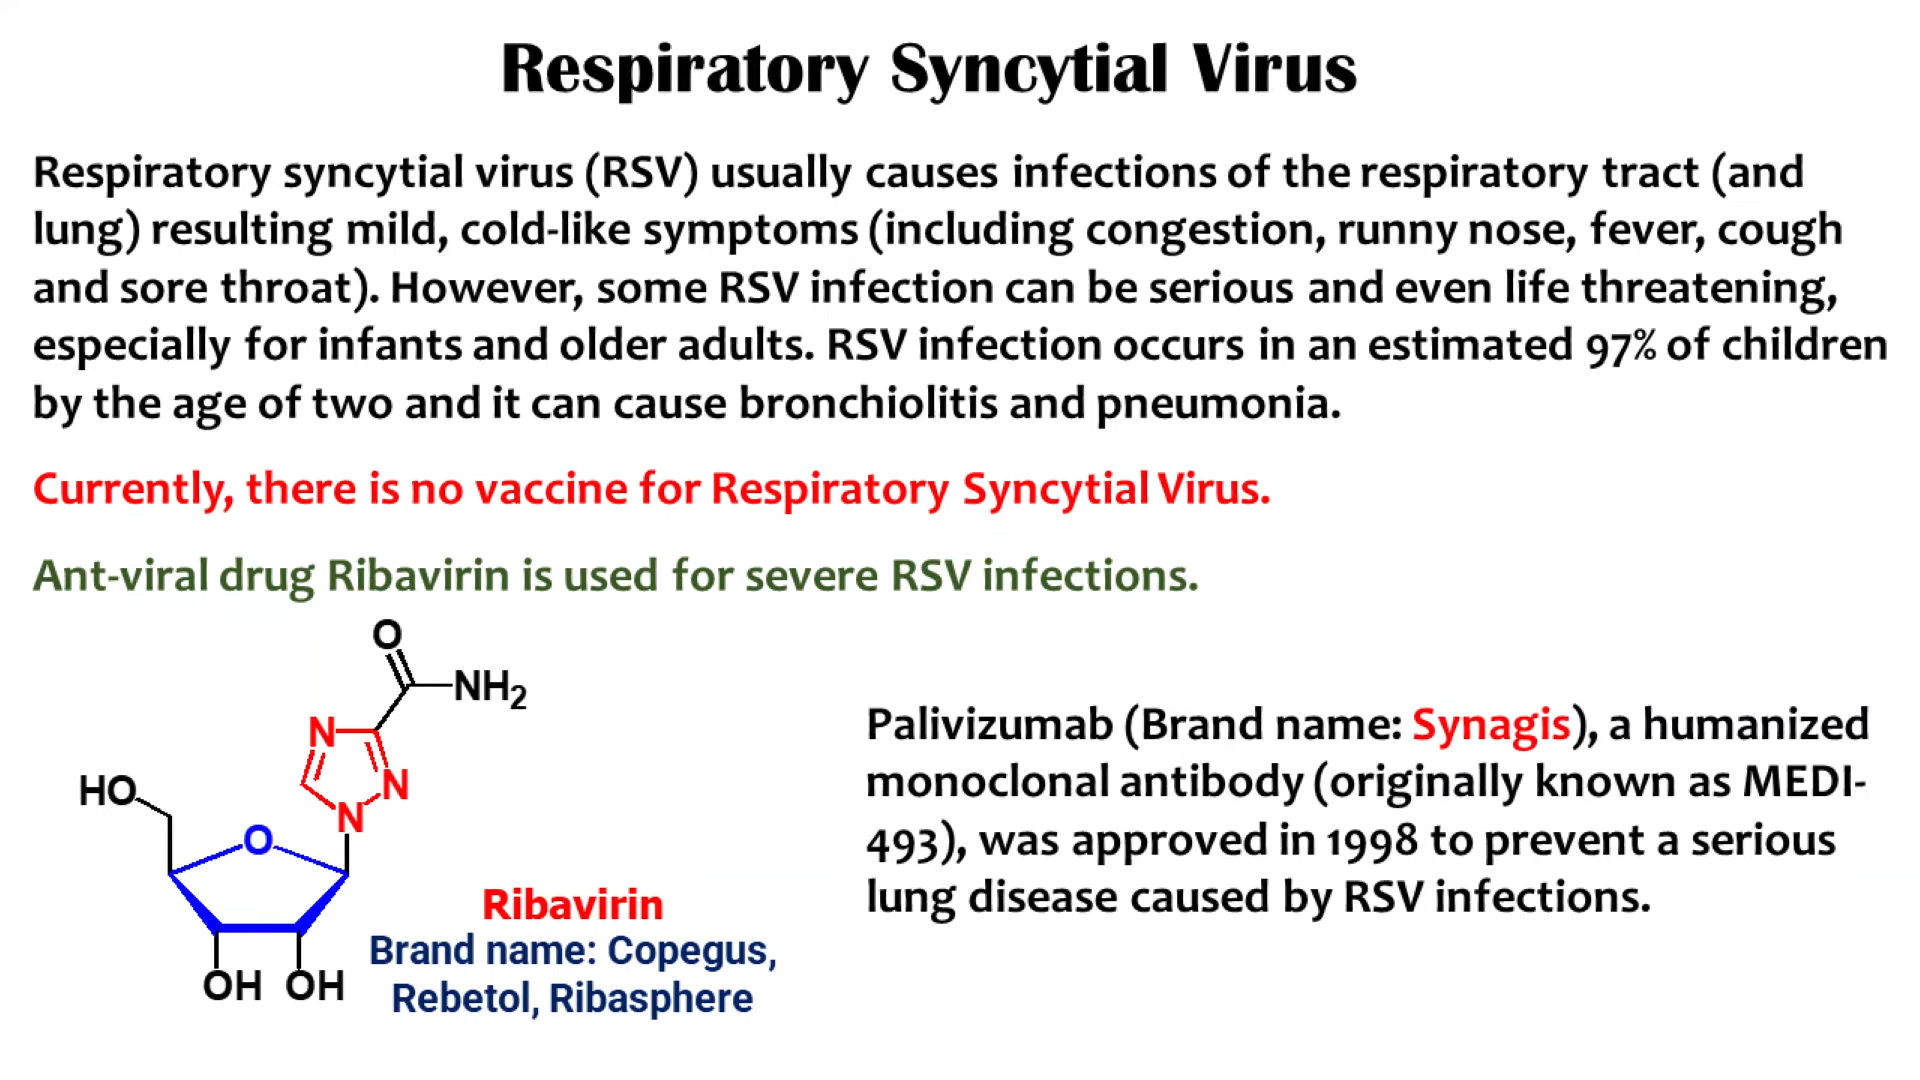 Respiratory Syncytial Virus
Respiratory syncytial virus (RSV) usually causes infections of the respiratory tract (and
lung) resulting mild, cold-like symptoms (including congestion, runny nose, fever, cough
and sore throat). However, some RSV infection can be serious and even life threatening,
especially for infants and older adults. RSV infection occurs in an estimated 97% of children
by the age of two and it can cause bronchiolitis and pneumonia.
Currently, there is no vaccine for Respiratory Syncytial Virus.
Ant-viral drug Ribavirin is used for severe RSV infections.
O
NH2
N
N
HO
N
O
OH OH
Ribavirin
Brand name: Copegus,
Rebetol, Ribasphere
Palivizumab (Brand name: Synagis), a humanized
monoclonal antibody (originally known as MEDI-
493), was approved in 1998 to prevent a serious
lung disease caused by RSV infections.